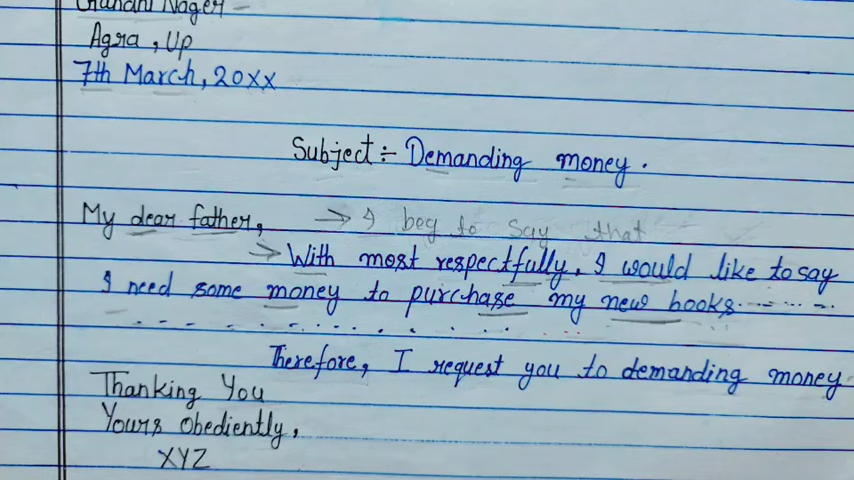 Gandhi Nager
Agra, Up
7th March, 20XX
Subject:- Demanding money.
My dear father, → I beg to say that
→ With most respectfully, I would like to say
I need some money to purchase my new books ........
.................
Therefore, I request you to demanding money
Thanking You
Yours Obediently,
XYZ